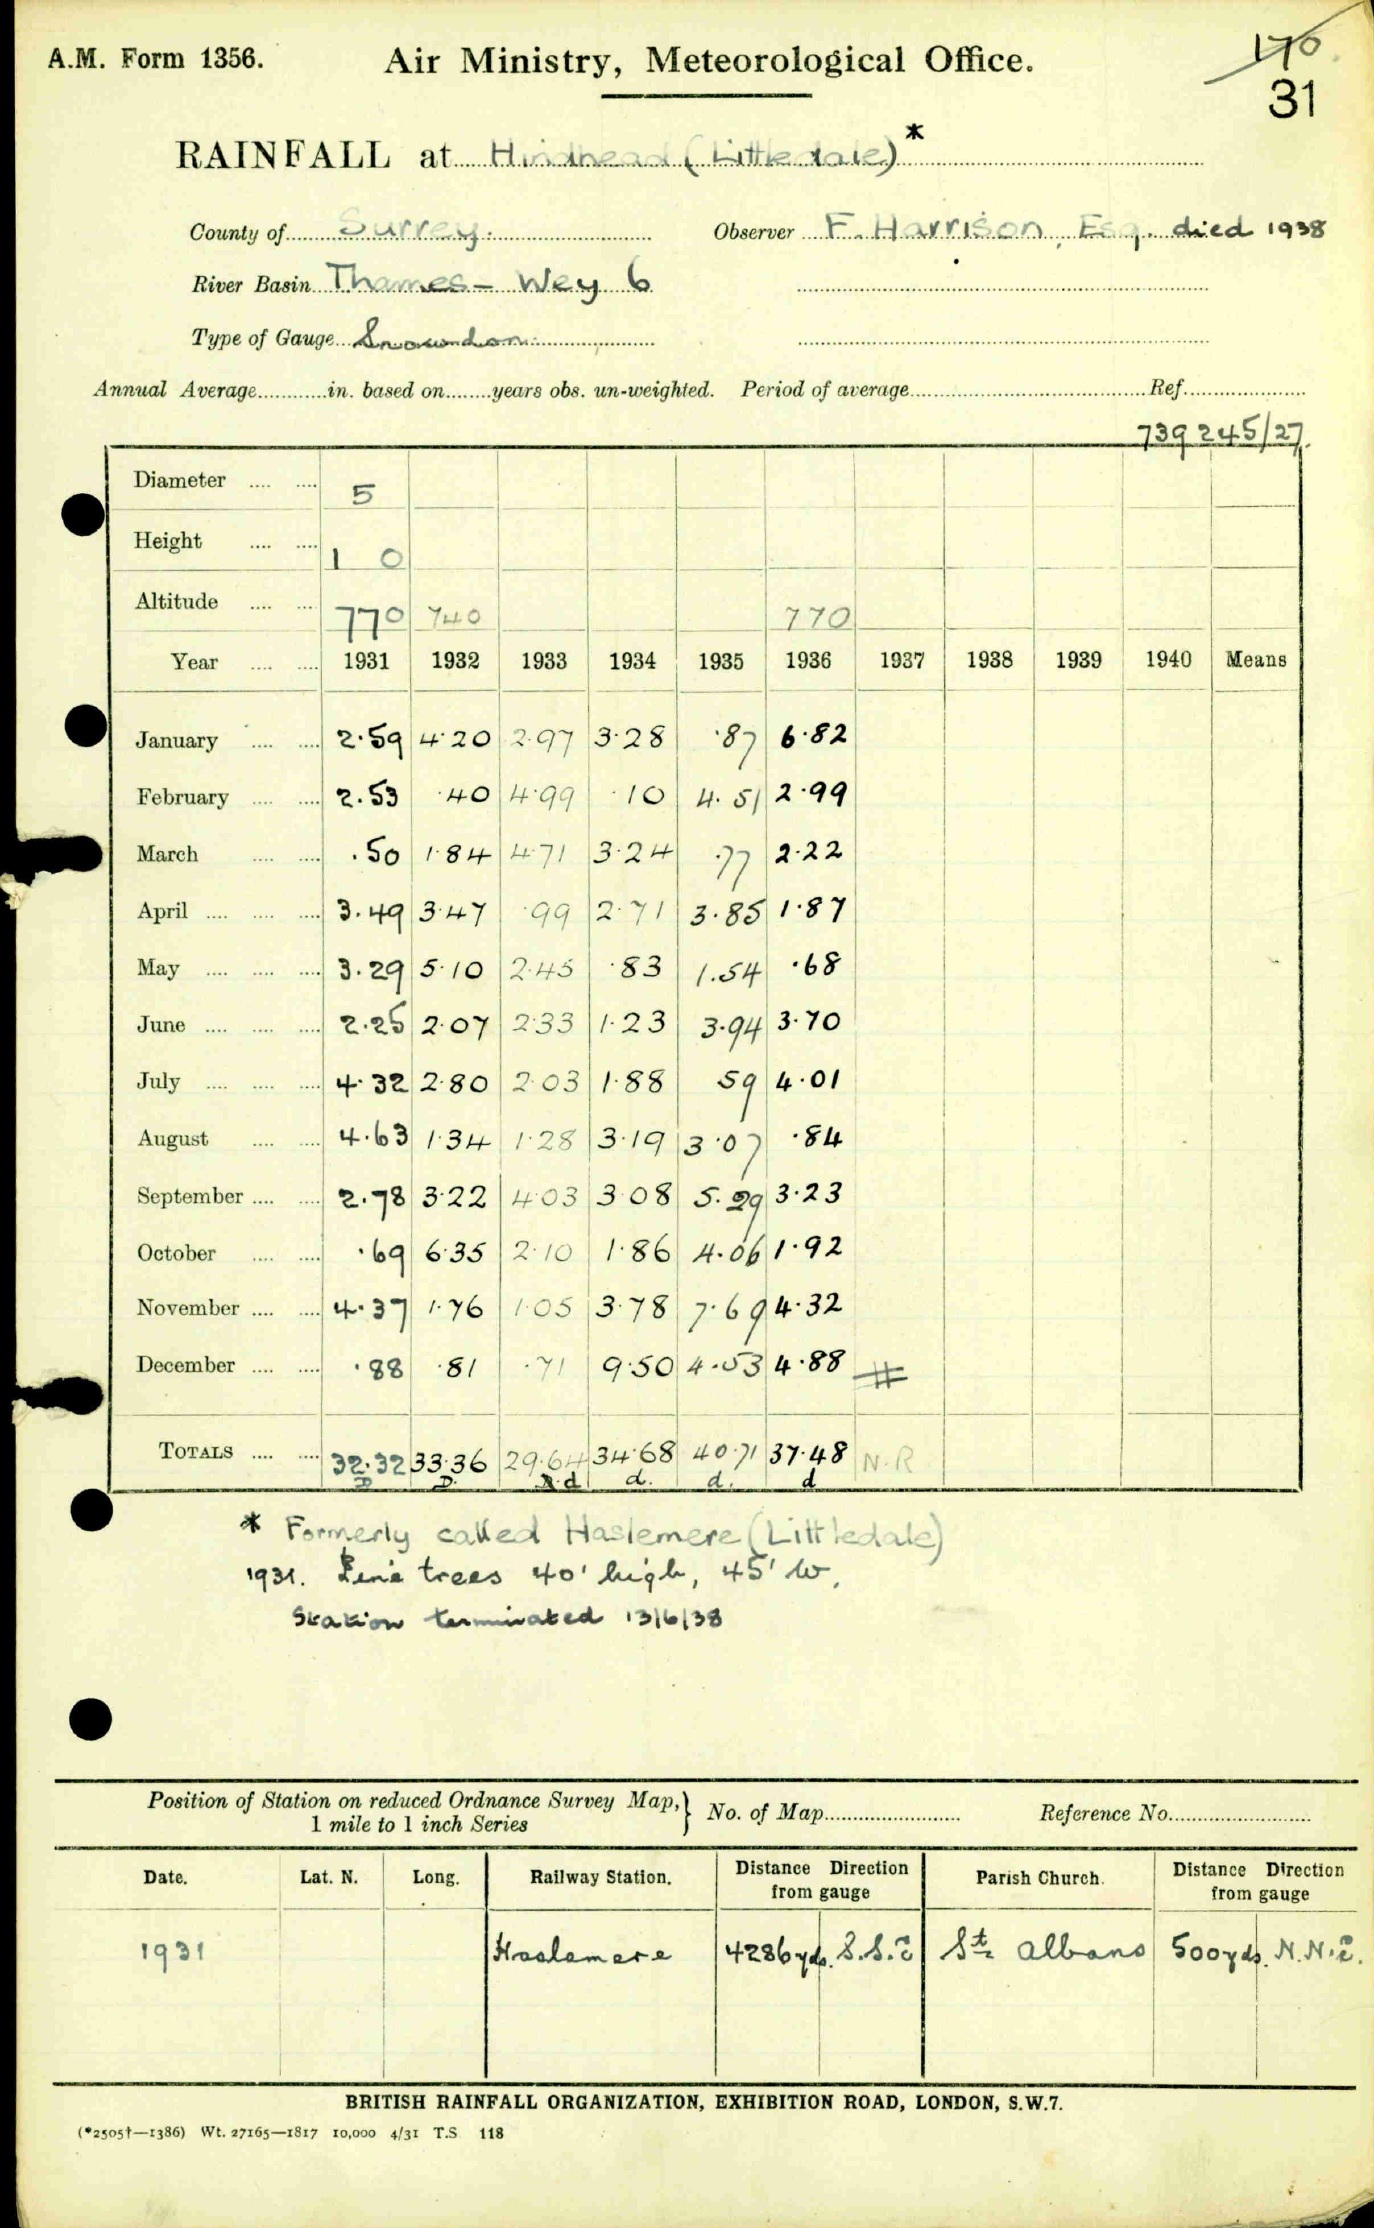 A.M. Form 1356.
Air Ministry, Meteorological Office.
170
31
RAINFALL at Hindhead (Littledale)*
County of Surrey. Observer F. Harrison, Esq. died 1938
River Basin Thames - Wey 6
Type of Gauge Snowdon
Annual Average............in. based on........years obs. un-weighted. Period of average.......... Ref..........
739 245/27.
Diameter .... .... 5
Height .... .... 1 0
Altitude .... .... 770 740 770
Year .... .... 1931 1932 1933 1934 1935 1936 1937 1938 1939 1940 Means
January .... .... 2.59 4.20 2.97 3.28 .87 6.82
February .... .... 2.53 .40 4.99 .10 4.51 2.99
March .... .... .50 1.84 4.71 3.24 .77 2.22
April .... .... .... 3.49 3.47 .99 2.71 3.85 1.87
May .... .... .... 3.29 5.10 2.45 .83 1.54 .68
June .... .... .... 2.25 2.07 2.33 1.23 3.94 3.70
July .... .... .... 4.32 2.80 2.03 1.88 59 4.01
August .... .... 4.63 1.34 1.28 3.19 3.07 .84
September .... .... 2.78 3.22 4.03 3.08 5.29 3.23
October .... .... .69 6.35 2.10 1.86 4.06 1.92
November .... .... 4.37 1.76 1.05 3.78 7.69 4.32
December .... .... .88 .81 .71 9.50 4.53 4.88
TOTALS .... .... 32.32 33.36 29.64 34.68 40.71 37.48 N.R
D D. d d. d. d
* Formerly called Haslemere (Littledale)
1931. Pine trees 40' high, 45' W.
Station terminated 13/6/38
Position of Station on reduced Ordnance Survey Map,} No. of Map.......... Reference No..........
1 mile to 1 inch Series
Date. Lat. N. Long. Railway Station. Distance Direction from gauge Parish Church. Distance Direction from gauge
1931 Haslemere 4286yds. S.S.E St. Albans 500yds. N.N.E.
BRITISH RAINFALL ORGANIZATION, EXHIBITION ROAD, LONDON, S.W.7.
(*2505†—1386) Wt. 27165—1817 10,000 4/31 T.S 118